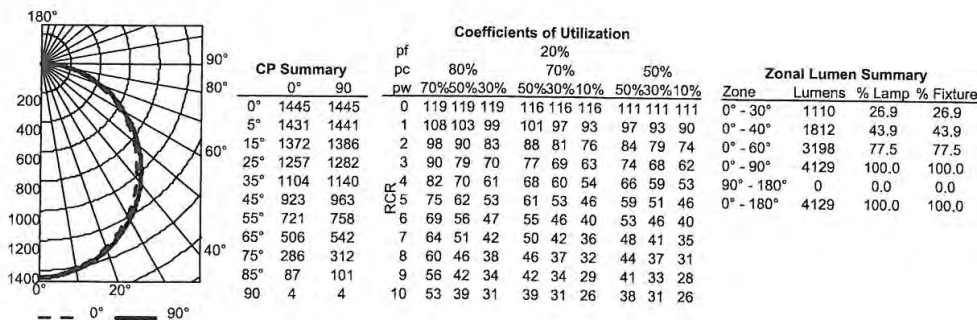 180°
90°
80°
200
400
600
60°
800
1000
1200
40°
1400
0° 20°
0° 90°
CP Summary
0° 90
0° 1445 1445
5° 1431 1441
15° 1372 1386
25° 1257 1282
35° 1104 1140
45° 923 963
55° 721 758
65° 506 542
75° 286 312
85° 87 101
90 4 4
Coefficients of Utilization
pf 20%
pc 80% 70% 50%
pw 70%50%30% 50%30%10% 50%30%10%
RCR
0 119 119 119 116 116 116 111 111 111
1 108 103 99 101 97 93 97 93 90
2 98 90 83 88 81 76 84 79 74
3 90 79 70 77 69 63 74 68 62
4 82 70 61 68 60 54 66 59 53
5 75 62 53 61 53 46 59 51 46
6 69 56 47 55 46 40 53 46 40
7 64 51 42 50 42 36 48 41 35
8 60 46 38 46 37 32 44 37 31
9 56 42 34 42 34 29 41 33 28
10 53 39 31 39 31 26 38 31 26
Zonal Lumen Summary
Zone Lumens % Lamp % Fixture
0° - 30° 1110 26.9 26.9
0° - 40° 1812 43.9 43.9
0° - 60° 3198 77.5 77.5
0° - 90° 4129 100.0 100.0
90° - 180° 0 0.0 0.0
0° - 180° 4129 100.0 100.0